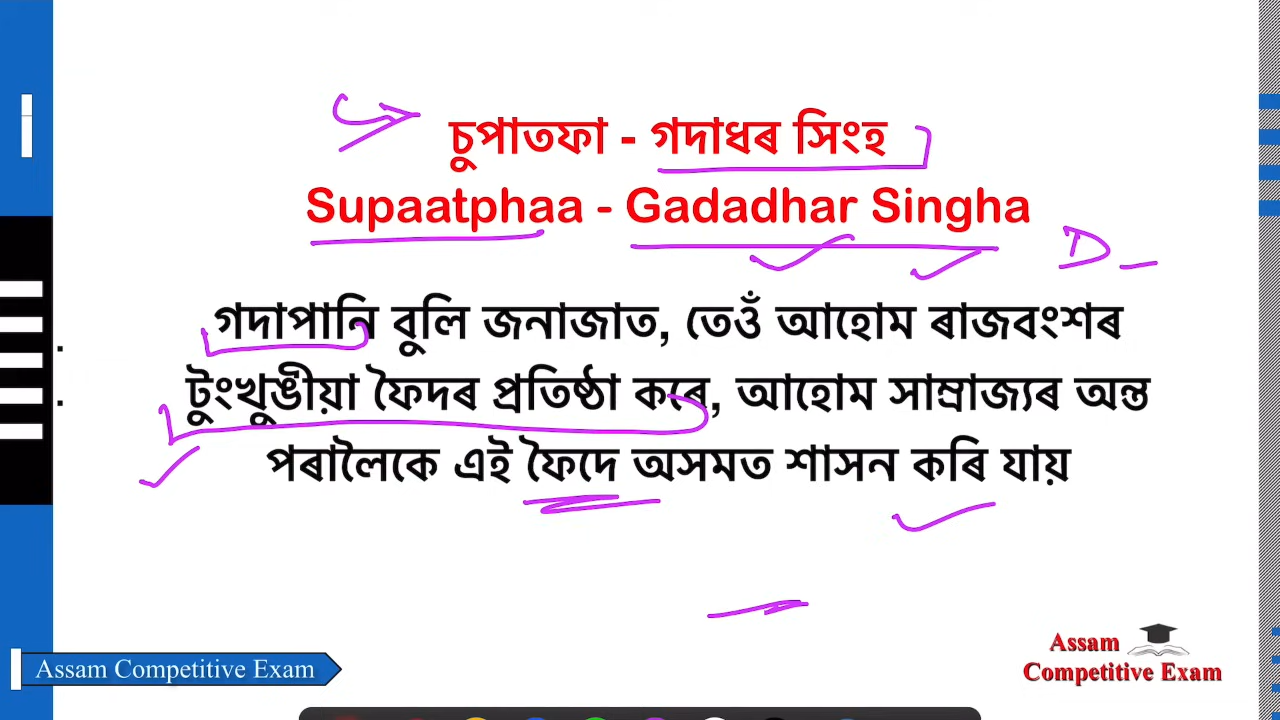 চুপাতফা - গদাধৰ সিংহ
Supaatphaa - Gadadhar Singha
D_
গদাপানি বুলি জনাজাত, তেওঁ আহোম ৰাজবংশৰ
টুংখুঙীয়া ফৈদৰ প্ৰতিষ্ঠা কৰে, আহোম সাম্ৰাজ্যৰ অন্ত
পৰালৈকে এই ফৈদে অসমত শাসন কৰি যায়
Assam Competitive Exam
Assam
Competitive Exam